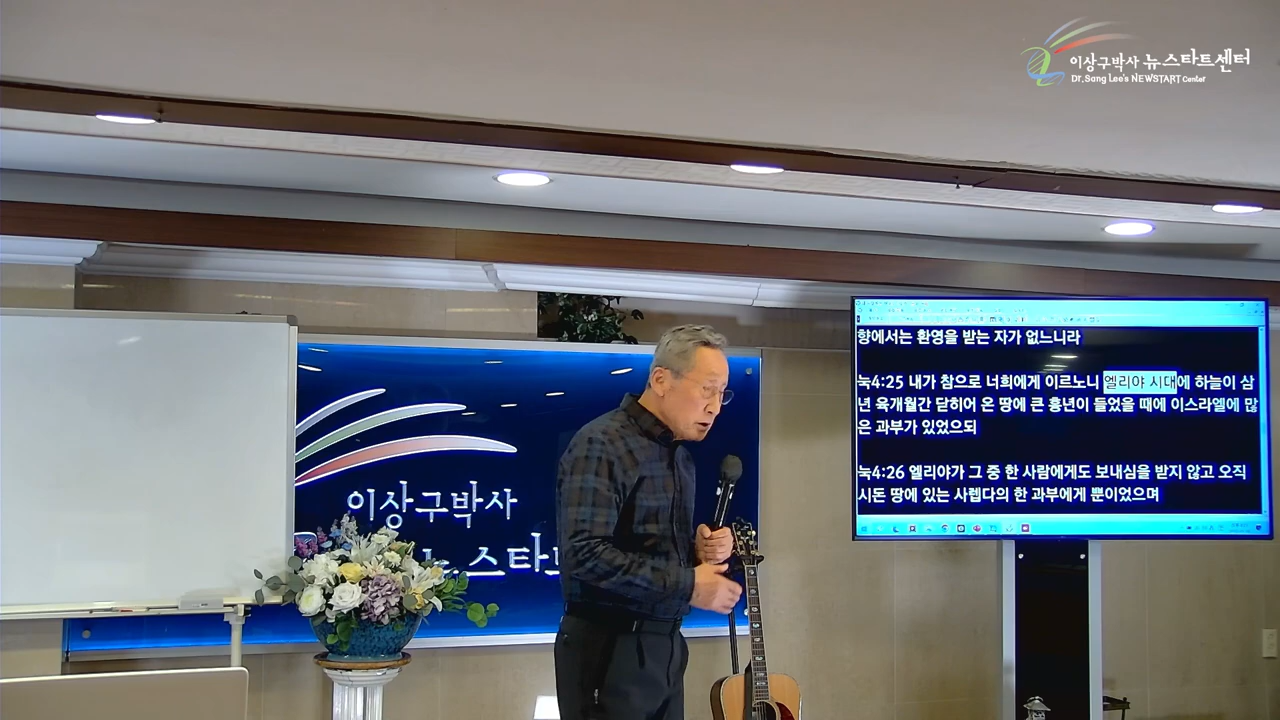 이상구박사 뉴스타트센터
Dr. Sang Lee's NEWSTART Center
향에서는 환영을 받는 자가 없느니라
눅4:25 내가 참으로 너희에게 이르노니 엘리야 시대에 하늘이 삼
년 육개월간 닫히어 온 땅에 큰 흉년이 들었을 때에 이스라엘에 많
은 과부가 있었으되
눅4:26 엘리야가 그 중 한 사람에게도 보내심을 받지 않고 오직
시돈 땅에 있는 사렙다의 한 과부에게 뿐이었으며
이상구박사
스타